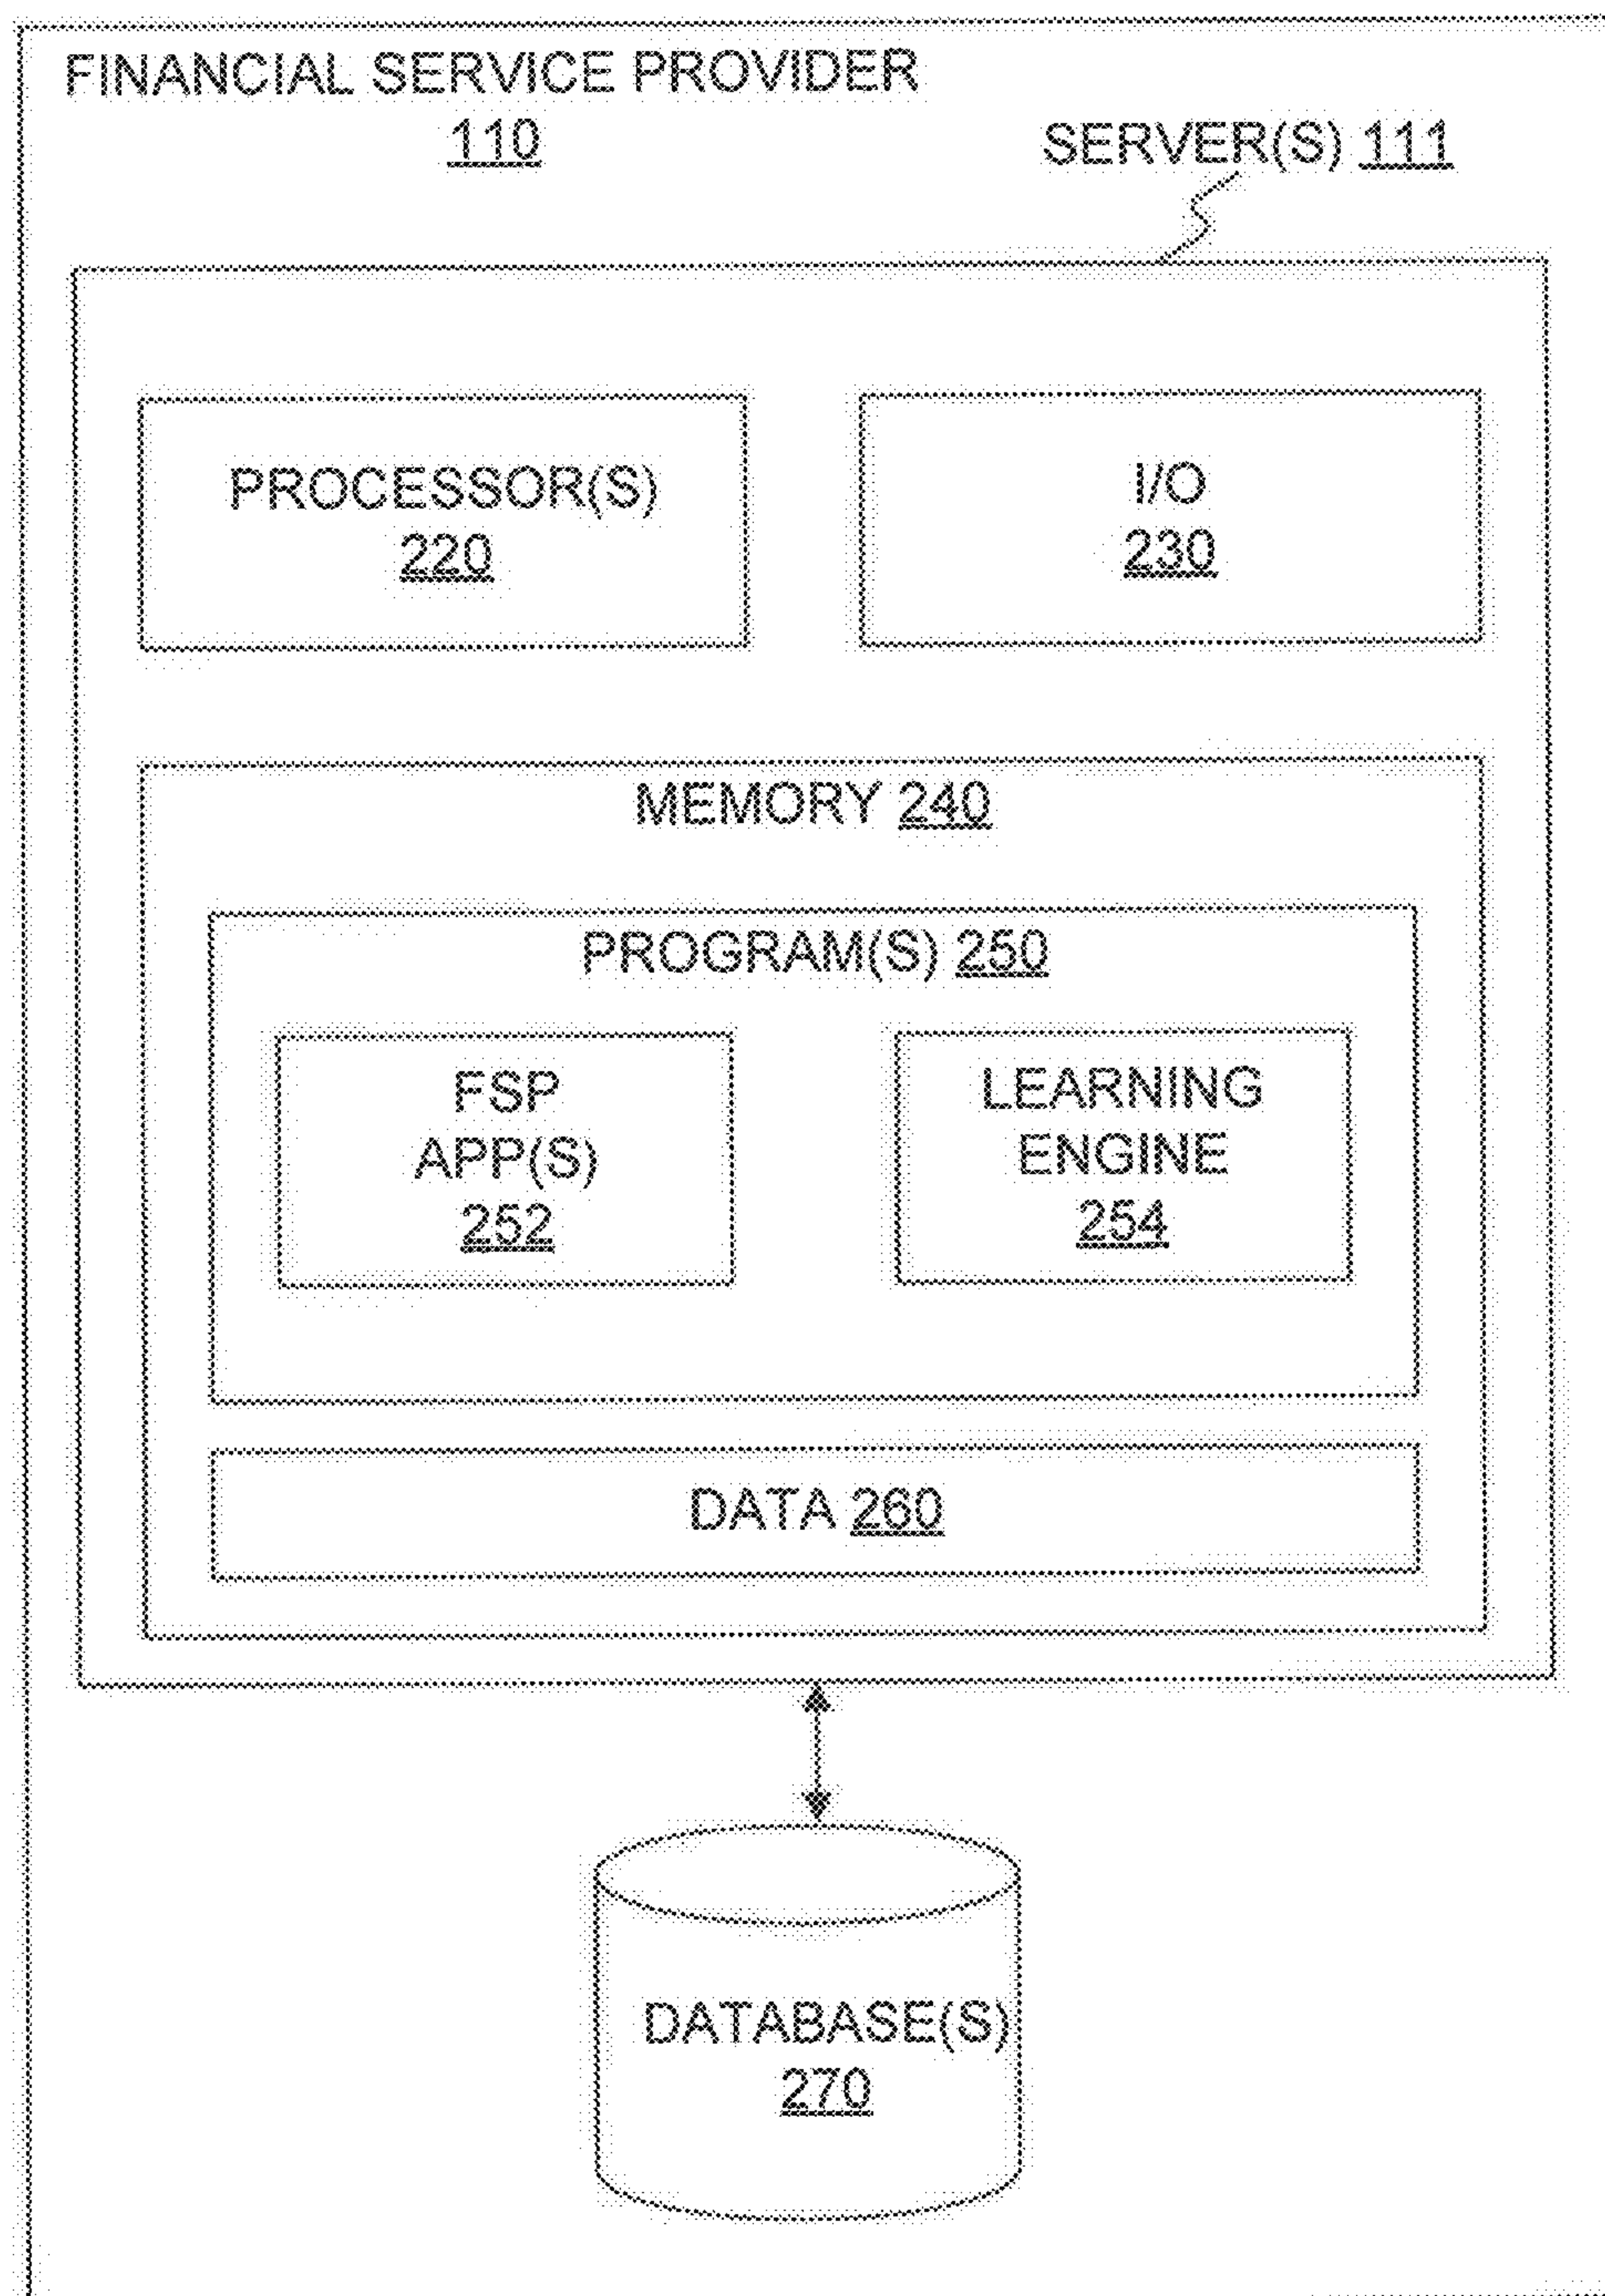 FINANCIAL SERVICE PROVIDER
110
SERVER(S) 111
PROCESSOR(S)
220
I/O
230
MEMORY 240
PROGRAM(S) 250
FSP
APP(S)
252
LEARNING
ENGINE
254
DATA 260
DATABASE(S)
270